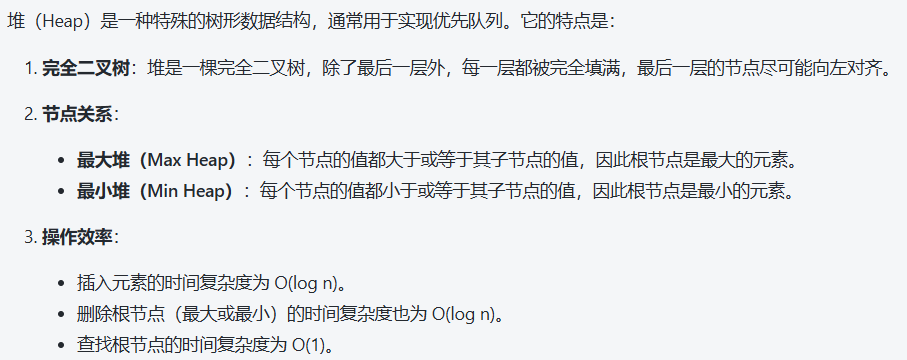 堆（Heap）是一种特殊的树形数据结构，通常用于实现优先队列。它的特点是：
1. 完全二叉树：堆是一棵完全二叉树，除了最后一层外，每一层都被完全填满，最后一层的节点尽可能向左对齐。
2. 节点关系：
• 最大堆（Max Heap）：每个节点的值都大于或等于其子节点的值，因此根节点是最大的元素。
• 最小堆（Min Heap）：每个节点的值都小于或等于其子节点的值，因此根节点是最小的元素。
3. 操作效率：
• 插入元素的时间复杂度为 O(log n)。
• 删除根节点（最大或最小）的时间复杂度也为 O(log n)。
• 查找根节点的时间复杂度为 O(1)。